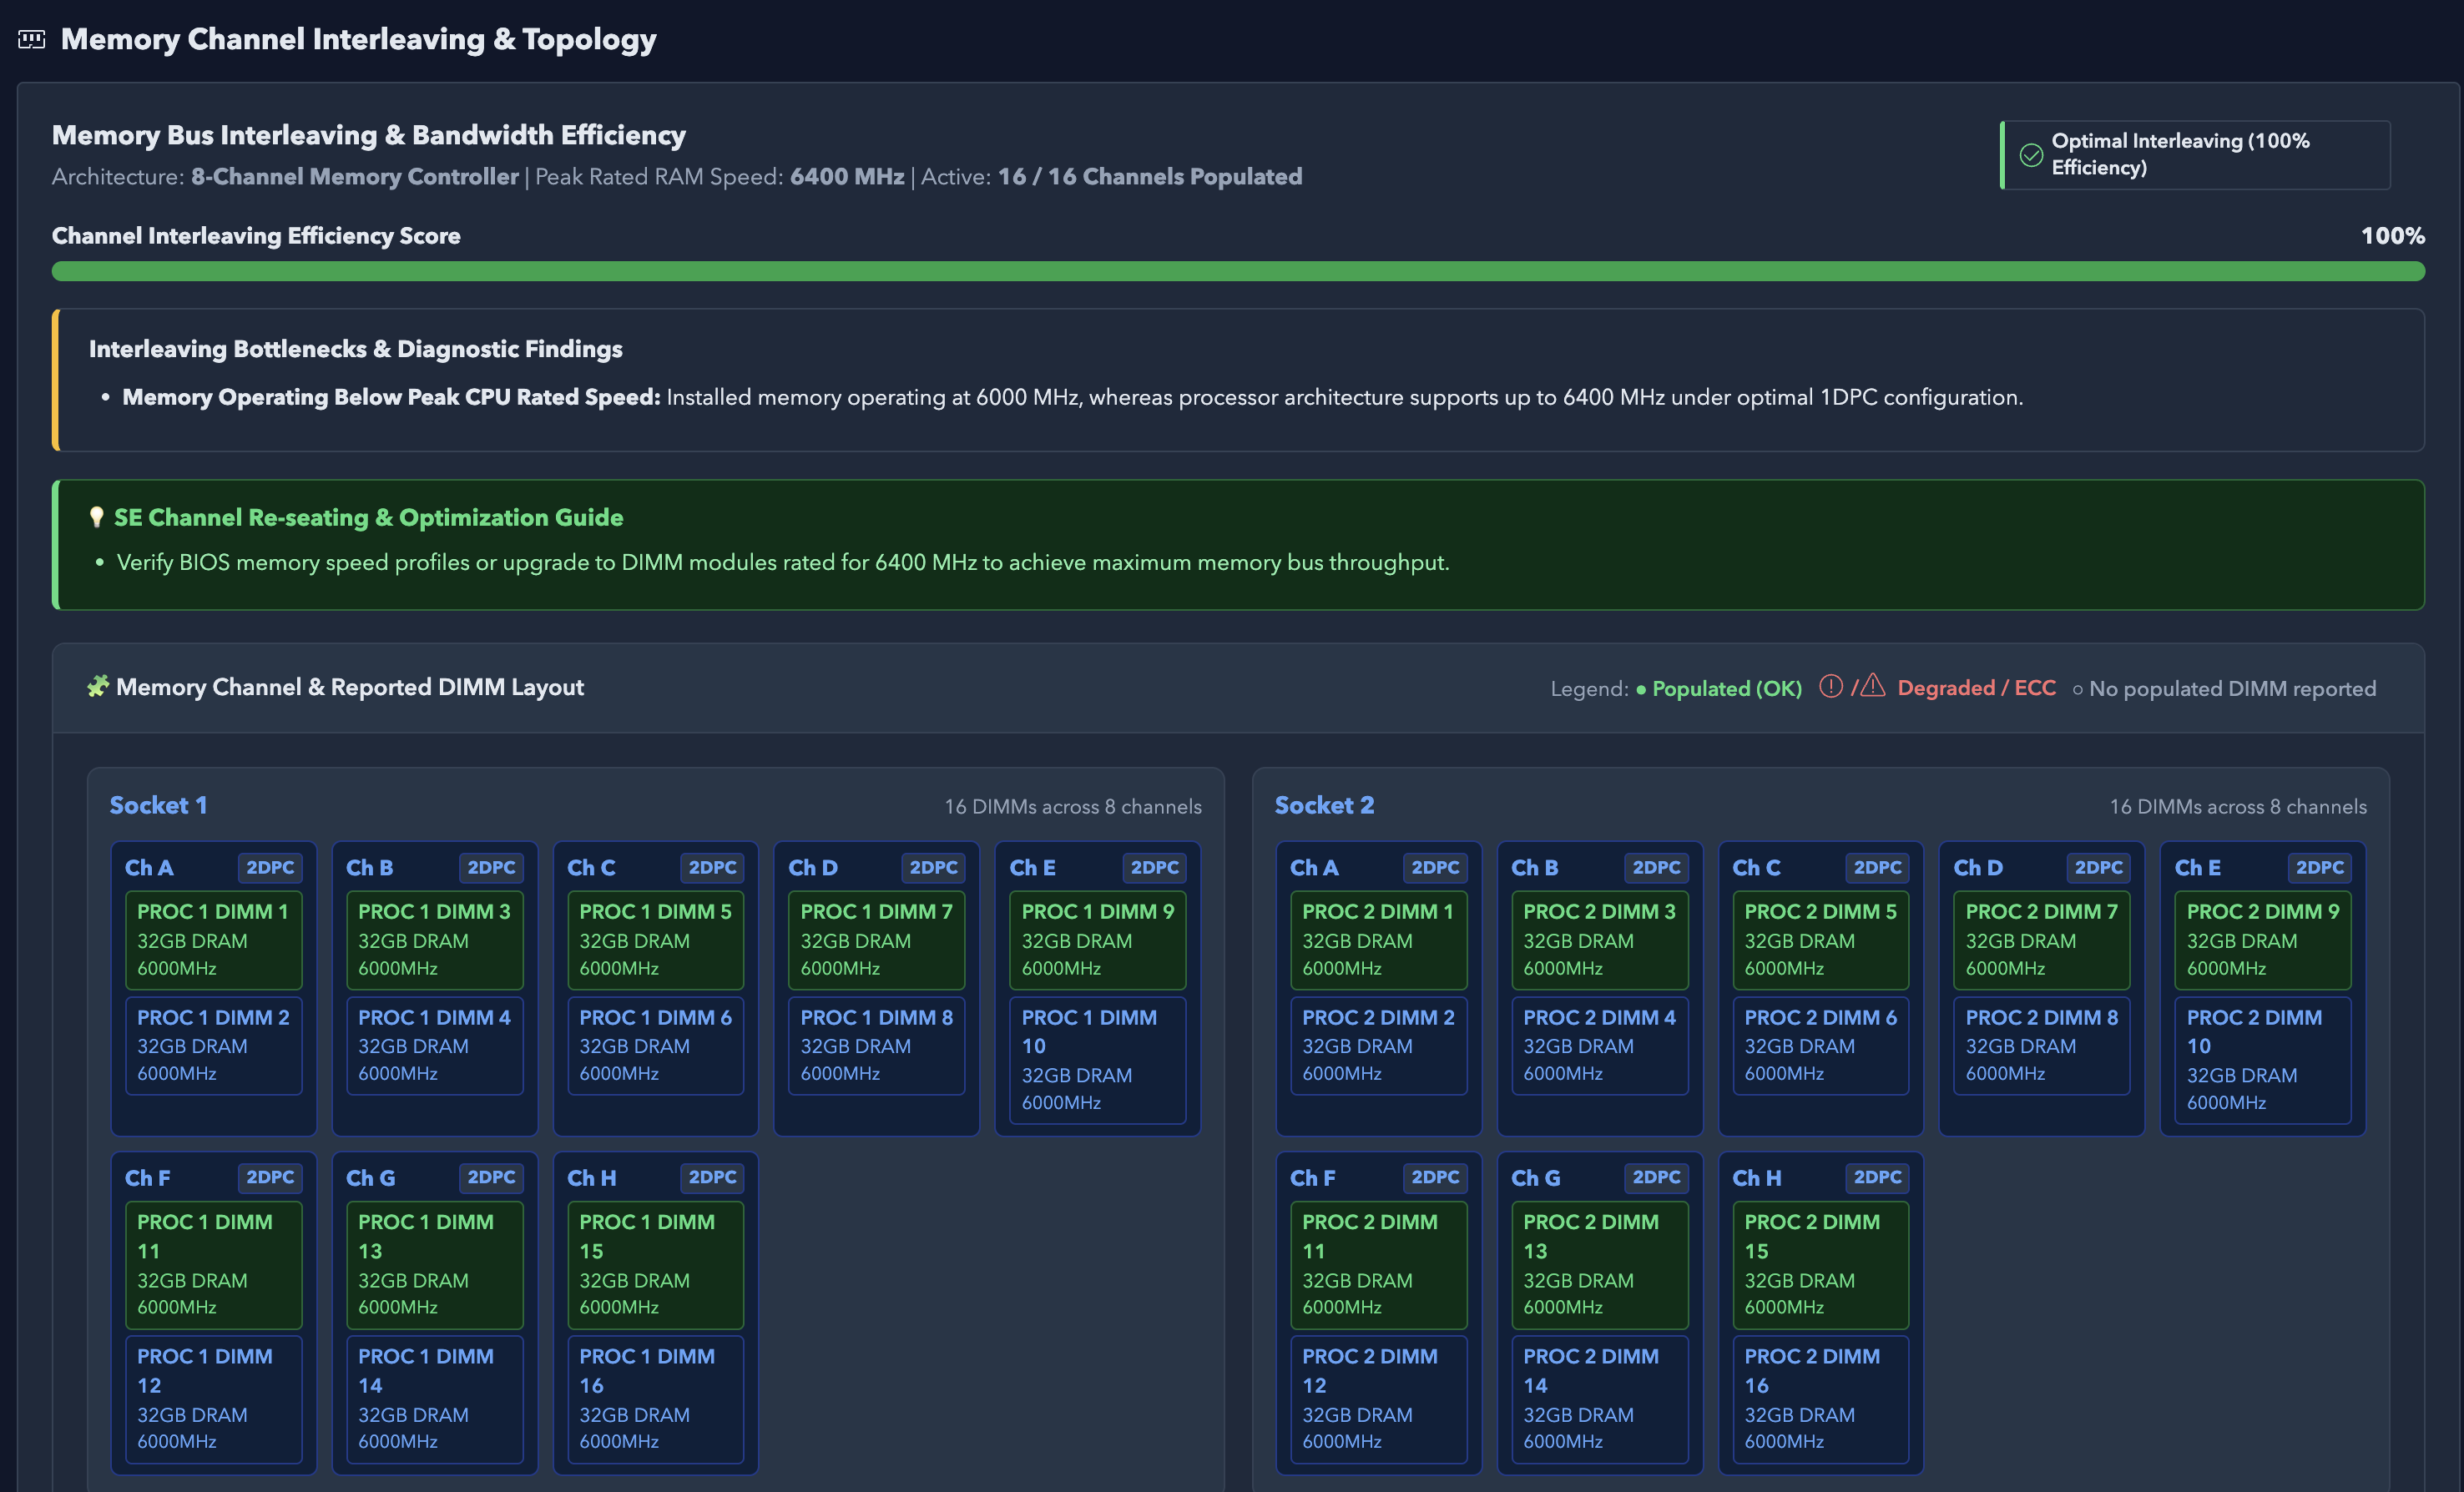 Memory Channel Interleaving & Topology
Memory Bus Interleaving & Bandwidth Efficiency
Architecture: 8-Channel Memory Controller | Peak Rated RAM Speed: 6400 MHz | Active: 16 / 16 Channels Populated
Optimal Interleaving (100%
Efficiency)
Channel Interleaving Efficiency Score
100%
Interleaving Bottlenecks & Diagnostic Findings
• Memory Operating Below Peak CPU Rated Speed: Installed memory operating at 6000 MHz, whereas processor architecture supports up to 6400 MHz under optimal 1DPC configuration.
SE Channel Re-seating & Optimization Guide
• Verify BIOS memory speed profiles or upgrade to DIMM modules rated for 6400 MHz to achieve maximum memory bus throughput.
Memory Channel & Reported DIMM Layout
Legend: ● Populated (OK) / Degraded / ECC ○ No populated DIMM reported
Socket 1
16 DIMMs across 8 channels
Ch A 2DPC
PROC 1 DIMM 1
32GB DRAM
6000MHz
PROC 1 DIMM 2
32GB DRAM
6000MHz
Ch B 2DPC
PROC 1 DIMM 3
32GB DRAM
6000MHz
PROC 1 DIMM 4
32GB DRAM
6000MHz
Ch C 2DPC
PROC 1 DIMM 5
32GB DRAM
6000MHz
PROC 1 DIMM 6
32GB DRAM
6000MHz
Ch D 2DPC
PROC 1 DIMM 7
32GB DRAM
6000MHz
PROC 1 DIMM 8
32GB DRAM
6000MHz
Ch E 2DPC
PROC 1 DIMM 9
32GB DRAM
6000MHz
PROC 1 DIMM
10
32GB DRAM
6000MHz
Ch F 2DPC
PROC 1 DIMM
11
32GB DRAM
6000MHz
PROC 1 DIMM
12
32GB DRAM
6000MHz
Ch G 2DPC
PROC 1 DIMM
13
32GB DRAM
6000MHz
PROC 1 DIMM
14
32GB DRAM
6000MHz
Ch H 2DPC
PROC 1 DIMM
15
32GB DRAM
6000MHz
PROC 1 DIMM
16
32GB DRAM
6000MHz
Socket 2
16 DIMMs across 8 channels
Ch A 2DPC
PROC 2 DIMM 1
32GB DRAM
6000MHz
PROC 2 DIMM 2
32GB DRAM
6000MHz
Ch B 2DPC
PROC 2 DIMM 3
32GB DRAM
6000MHz
PROC 2 DIMM 4
32GB DRAM
6000MHz
Ch C 2DPC
PROC 2 DIMM 5
32GB DRAM
6000MHz
PROC 2 DIMM 6
32GB DRAM
6000MHz
Ch D 2DPC
PROC 2 DIMM 7
32GB DRAM
6000MHz
PROC 2 DIMM 8
32GB DRAM
6000MHz
Ch E 2DPC
PROC 2 DIMM 9
32GB DRAM
6000MHz
PROC 2 DIMM
10
32GB DRAM
6000MHz
Ch F 2DPC
PROC 2 DIMM
11
32GB DRAM
6000MHz
PROC 2 DIMM
12
32GB DRAM
6000MHz
Ch G 2DPC
PROC 2 DIMM
13
32GB DRAM
6000MHz
PROC 2 DIMM
14
32GB DRAM
6000MHz
Ch H 2DPC
PROC 2 DIMM
15
32GB DRAM
6000MHz
PROC 2 DIMM
16
32GB DRAM
6000MHz